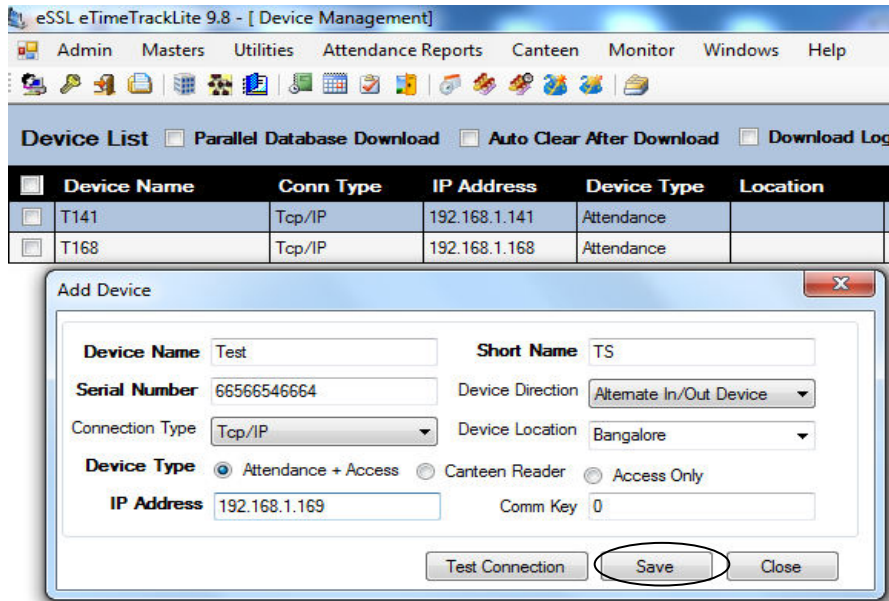 eSSL eTimeTrackLite 9.8 - [ Device Management]
Admin Masters Utilities Attendance Reports Canteen Monitor Windows Help
Device List Parallel Database Download Auto Clear After Download Download Log
Device Name Conn Type IP Address Device Type Location
T141 Tcp/IP 192.168.1.141 Attendance
T168 Tcp/IP 192.168.1.168 Attendance
Add Device
Device Name Test Short Name TS
Serial Number 66566546664 Device Direction Alternate In/Out Device
Connection Type Tcp/IP Device Location Bangalore
Device Type Attendance + Access Canteen Reader Access Only
IP Address 192.168.1.169 Comm Key 0
Test Connection Save Close